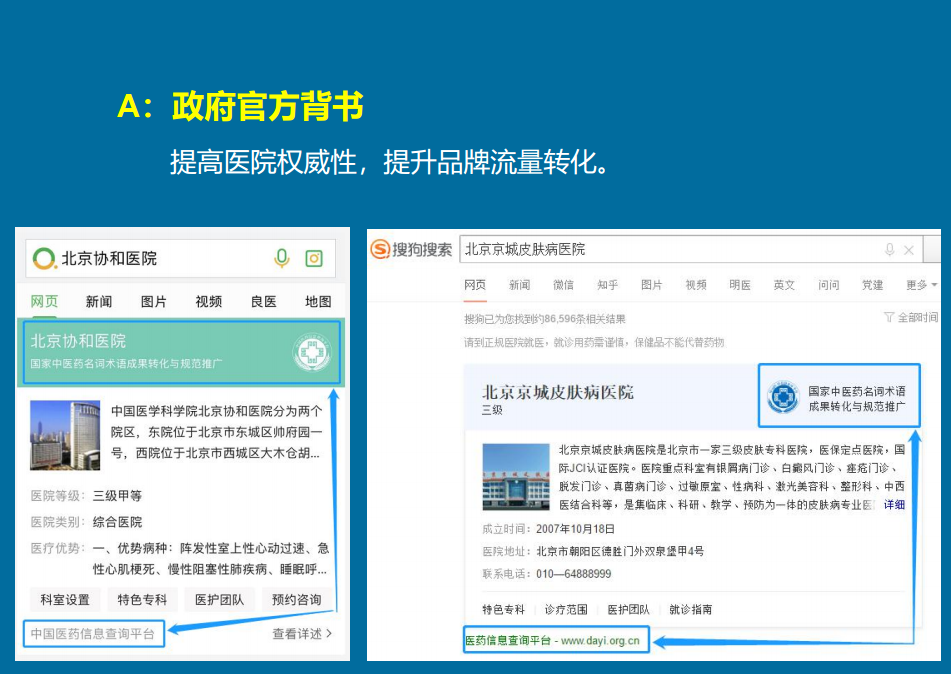 A：政府官方背书
提高医院权威性，提升品牌流量转化。
北京协和医院
网页 新闻 图片 视频 良医 地图
北京协和医院
国家中医药名词术语成果转化与规范推广
中国医学科学院北京协和医院分为两个
院区，东院位于北京市东城区帅府园一
号，西院位于北京市西城区大木仓胡...
医院等级：三级甲等
医院类别：综合医院
医疗优势：一、优势病种：阵发性室上性心动过速、急
性心肌梗死、慢性阻塞性肺疾病、睡眠呼...
科室设置 特色专科 医护团队 预约咨询
中国医药信息查询平台 查看详述 >
搜狗搜索 北京京城皮肤病医院
网页 新闻 微信 知乎 图片 视频 明医 英文 问问 党建 更多
搜狗已为您找到约86,596条相关结果 全部时间
请到正规医院就医，就诊用药需谨慎，保健品不能代替药物
北京京城皮肤病医院
三级
国家中医药名词术语
成果转化与规范推广
北京京城皮肤病医院是北京市一家三级皮肤专科医院，医保定点医院，国
际JCI认证医院。医院重点科室有银屑病门诊、白癜风门诊、痤疮门诊、
脱发门诊、真菌病门诊、过敏原室、性病科、激光美容科、整形科、中西
医结合科等，是集临床、科研、教学、预防为一体的皮肤病专业医 详细
成立时间：2007年10月18日
医院地址：北京市朝阳区德胜门外双泉堡甲4号
联系电话：010—64888999
特色专科 诊疗范围 医护团队 就诊指南
医药信息查询平台 - www.dayi.org.cn